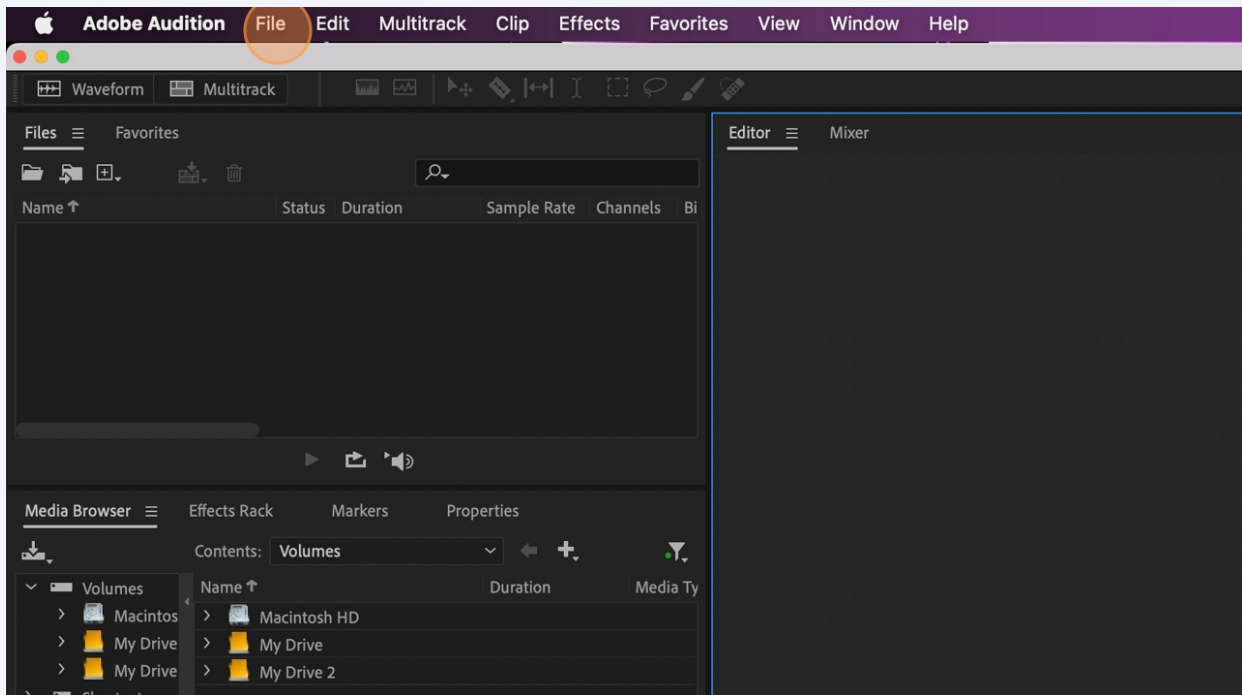 Adobe Audition File Edit Multitrack Clip Effects Favorites View Window Help
Waveform Multitrack
Files Favorites
Editor Mixer
Name Status Duration Sample Rate Channels Bi
Media Browser Effects Rack Markers Properties
Contents: Volumes
Volumes
Name Duration Media Ty
Macintos
Macintosh HD
My Drive
My Drive
My Drive
My Drive 2